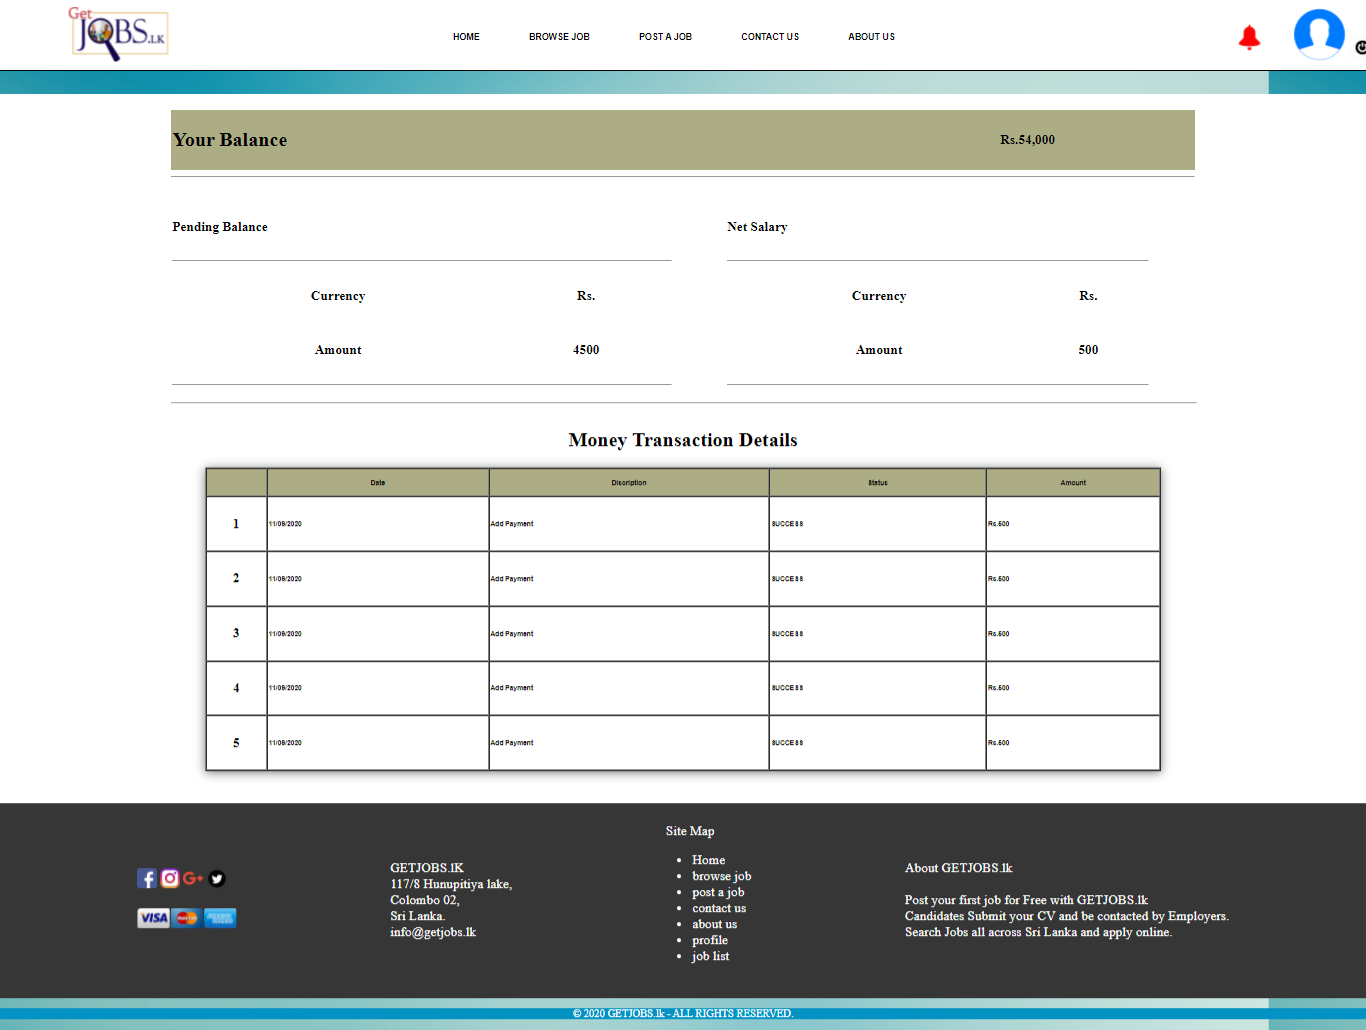 Get
JOBS.LK
HOME BROWSE JOB POST A JOB CONTACT US ABOUT US
Your Balance Rs.54,000
Pending Balance Net Salary
Currency Rs. Currency Rs.
Amount 4500 Amount 500
Money Transaction Details
Date Discription Status Amount
1 11/09/2020 Add Payment SUCCESS Rs.500
2 11/09/2020 Add Payment SUCCESS Rs.500
3 11/09/2020 Add Payment SUCCESS Rs.500
4 11/09/2020 Add Payment SUCCESS Rs.500
5 11/09/2020 Add Payment SUCCESS Rs.500
VISA
GETJOBS.lK
117/8 Hunupitiya lake,
Colombo 02,
Sri Lanka.
info@getjobs.lk
Site Map
Home
browse job
post a job
contact us
about us
profile
job list
About GETJOBS.lk
Post your first job for Free with GETJOBS.lk
Candidates Submit your CV and be contacted by Employers.
Search Jobs all across Sri Lanka and apply online.
© 2020 GETJOBS.lk - ALL RIGHTS RESERVED.